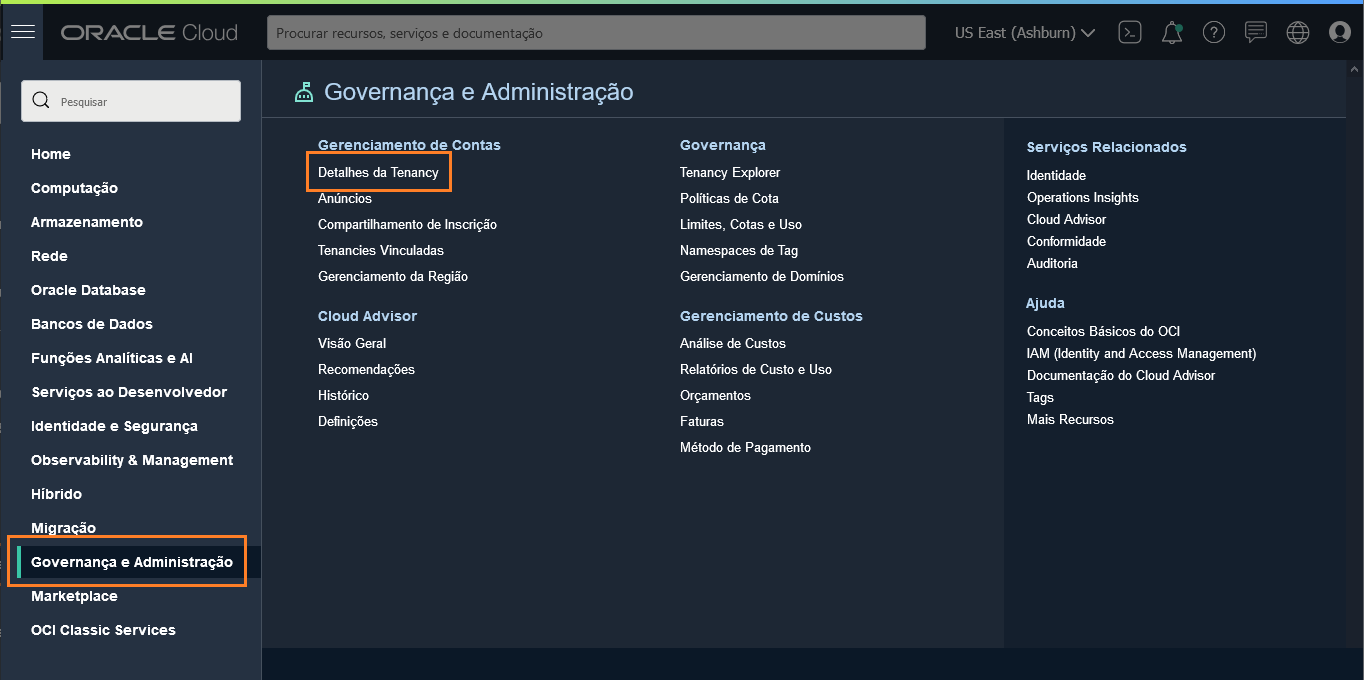 ORACLE Cloud
Procurar recursos, serviços e documentação
US East (Ashburn)
Pesquisar
Home
Computação
Armazenamento
Rede
Oracle Database
Bancos de Dados
Funções Analíticas e AI
Serviços ao Desenvolvedor
Identidade e Segurança
Observability & Management
Híbrido
Migração
Governança e Administração
Marketplace
OCI Classic Services
Governança e Administração
Gerenciamento de Contas
Detalhes da Tenancy
Anúncios
Compartilhamento de Inscrição
Tenancies Vinculadas
Gerenciamento da Região
Cloud Advisor
Visão Geral
Recomendações
Histórico
Definições
Governança
Tenancy Explorer
Políticas de Cota
Limites, Cotas e Uso
Namespaces de Tag
Gerenciamento de Domínios
Gerenciamento de Custos
Análise de Custos
Relatórios de Custo e Uso
Orçamentos
Faturas
Método de Pagamento
Serviços Relacionados
Identidade
Operations Insights
Cloud Advisor
Conformidade
Auditoria
Ajuda
Conceitos Básicos do OCI
IAM (Identity and Access Management)
Documentação do Cloud Advisor
Tags
Mais Recursos